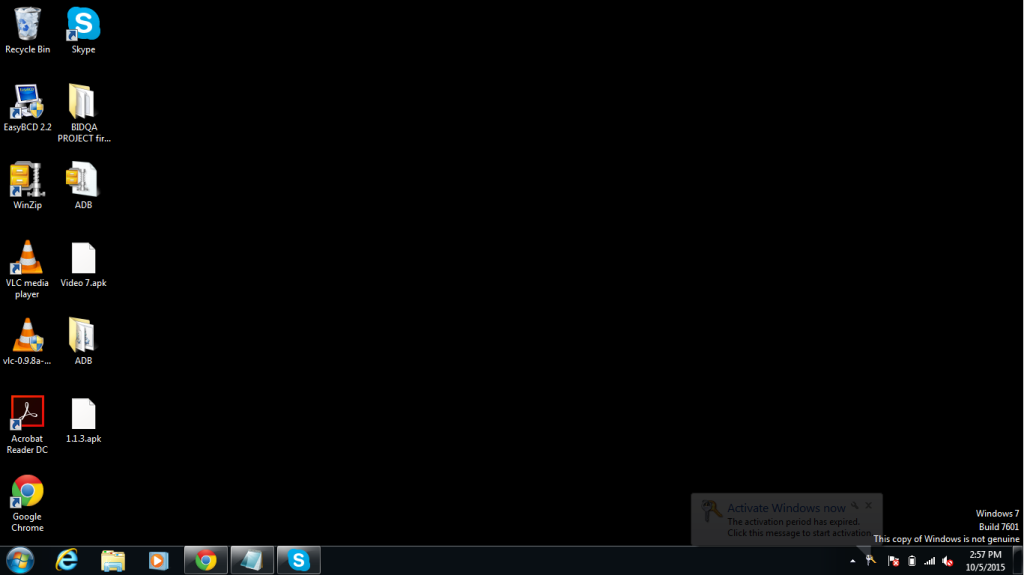 Recycle Bin
Skype
EasyBCD 2.2
BIDQA
PROJECT fir...
WinZip
ADB
VLC media
player
Video 7.apk
vlc-0.9.8a-...
ADB
Acrobat
Reader DC
1.1.3.apk
Google
Chrome
Activate Windows now
The activation period has expired.
Click this message to start activation.
Windows 7
Build 7601
This copy of Windows is not genuine
2:57 PM
10/5/2015